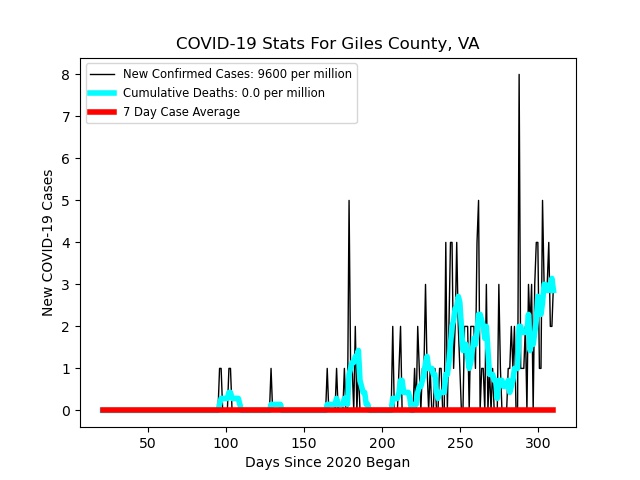 COVID-19 Stats For Giles County, VA
New Confirmed Cases: 9600 per million
Cumulative Deaths: 0.0 per million
7 Day Case Average
New COVID-19 Cases
8
7
6
5
4
3
2
1
0
50 100 150 200 250 300
Days Since 2020 Began